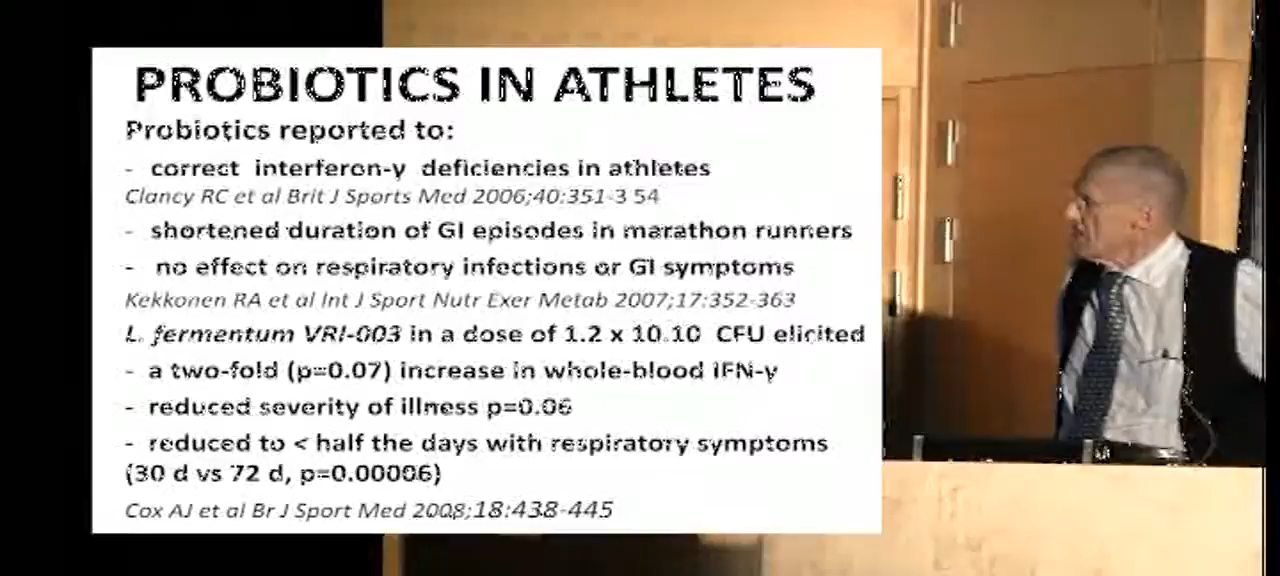 PROBIOTICS IN ATHLETES
Probiotics reported to:
- correct interferon-γ deficiencies in athletes
Clancy RC et al Brit J Sports Med 2006;40:351-3 54
- shortened duration of GI episodes in marathon runners
- no effect on respiratory infections or GI symptoms
Kekkonen RA et al Int J Sport Nutr Exer Metab 2007;17:352-363
L. fermentum VRI-003 in a dose of 1.2 x 10.10 CFU elicited
- a two-fold (p=0.07) increase in whole-blood IFN-γ
- reduced severity of illness p=0.06
- reduced to < half the days with respiratory symptoms
(30 d vs 72 d, p=0.00006)
Cox AJ et al Br J Sport Med 2008;18:438-445